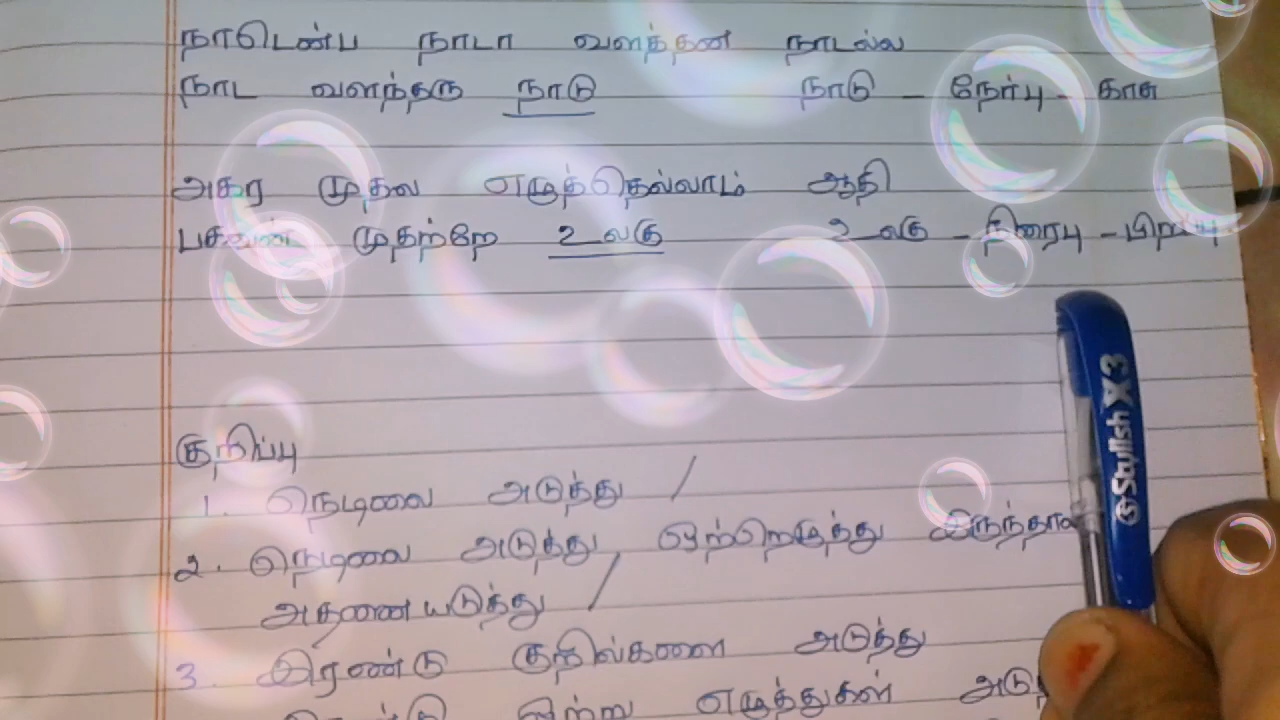 நாடென்ப நாடா வளத்தன நாடல்ல
நாட வளந்தரு நாடு நாடு - நேர்பு - காசு
அகர முதல எழுத்தெல்லாம் ஆதி
பகவன் முதற்றே உலகு உலகு - நிரைபு - பிறப்பு
குறிப்பு
1. நெடிலை அடுத்து /
2. நெடிலை அடுத்து, ஒற்றெழுத்து இருந்தால்
அதனையடுத்து /
3. இரண்டு குறில்களை அடுத்து
ஒற்று எழுத்துகள்
Stylish X3